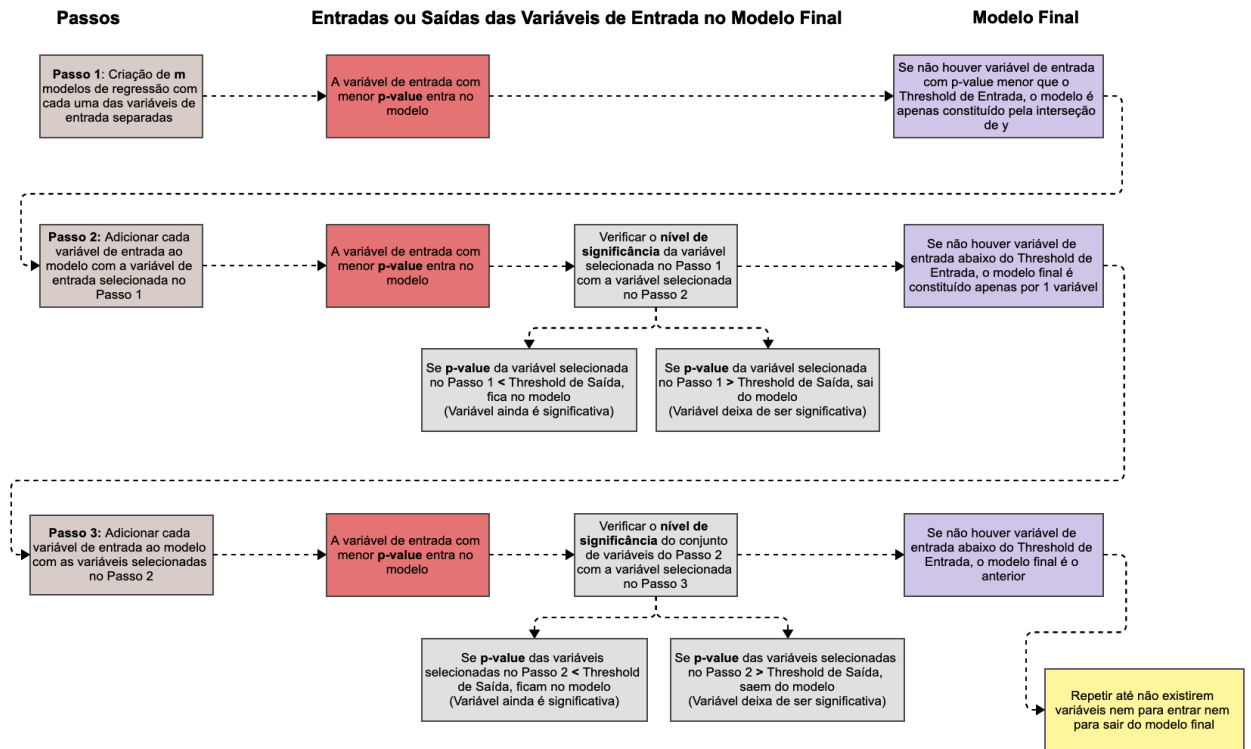 Passos
Entradas ou Saídas das Variáveis de Entrada no Modelo Final
Modelo Final
Passo 1: Criação de m
modelos de regressão com
cada uma das variáveis de
entrada separadas
A variável de entrada com
menor p-value entra no
modelo
Se não houver variável de entrada
com p-value menor que o
Threshold de Entrada, o modelo é
apenas constituído pela interseção
de y
Passo 2: Adicionar cada
variável de entrada ao
modelo com a variável de
entrada selecionada no
Passo 1
A variável de entrada com
menor p-value entra no
modelo
Verificar o nível de
significância da variável
selecionada no Passo 1
com a variável selecionada
no Passo 2
Se não houver variável de
entrada abaixo do Threshold de
Entrada, o modelo final é
constituído apenas por 1 variável
Se p-value da variável selecionada
no Passo 1 < Threshold de Saída,
fica no modelo
(Variável ainda é significativa)
Se p-value da variável selecionada
no Passo 1 > Threshold de Saída, sai
do modelo
(Variável deixa de ser significativa)
Passo 3: Adicionar cada
variável de entrada ao modelo
com as variáveis selecionadas
no Passo 2
A variável de entrada com
menor p-value entra no
modelo
Verificar o nível de
significância do conjunto
de variáveis do Passo 2
com a variável selecionada
no Passo 3
Se não houver variável de
entrada abaixo do Threshold de
Entrada, o modelo final é o
anterior
Se p-value das variáveis
selecionadas no Passo 2 < Threshold
de Saída, ficam no modelo
(Variável ainda é significativa)
Se p-value das variáveis selecionadas
no Passo 2 > Threshold de Saída,
saem do modelo
(Variável deixa de ser significativa)
Repetir até não existirem
variáveis nem para entrar nem
para sair do modelo final